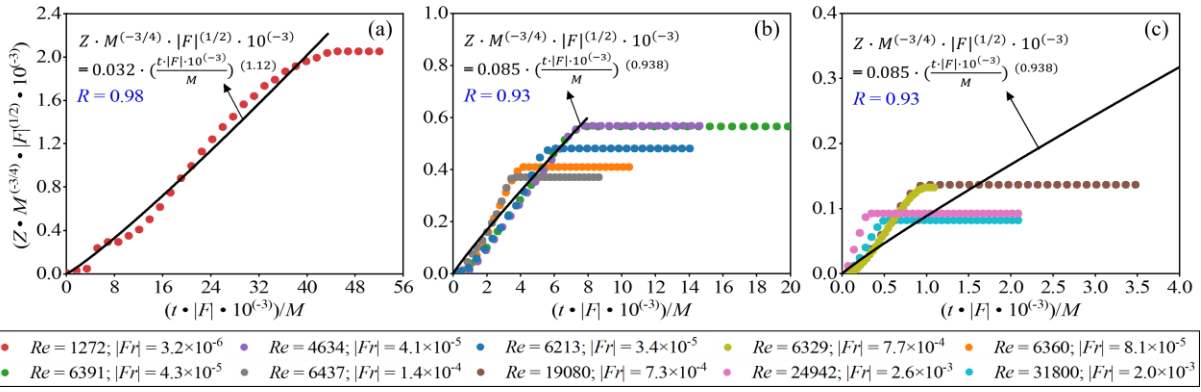 (a)
Z · M^(−3/4) · |F|^(1/2) · 10^(−3)
= 0.032 · (t·|F|·10^(−3)/M)^(1.12)
R = 0.98
(Z • M^(-3/4) • |F|^(1/2) • 10^(-3))
2.4
2.0
1.6
1.2
0.8
0.4
0.0
0 8 16 24 32 40 48 56
(t • |F| • 10^(-3))/M
(b)
Z · M^(−3/4) · |F|^(1/2) · 10^(−3)
= 0.085 · (t·|F|·10^(−3)/M)^(0.938)
R = 0.93
1.0
0.8
0.6
0.4
0.2
0.0
0 2 4 6 8 10 12 14 16 18 20
(t • |F| • 10^(-3))/M
(c)
Z · M^(−3/4) · |F|^(1/2) · 10^(−3)
= 0.085 · (t·|F|·10^(−3)/M)^(0.938)
R = 0.93
0.4
0.3
0.2
0.1
0.0
0.0 0.5 1.0 1.5 2.0 2.5 3.0 3.5 4.0
(t • |F| • 10^(-3))/M
Re = 1272; |Fr| = 3.2×10^-6 Re = 4634; |Fr| = 4.1×10^-5 Re = 6213; |Fr| = 3.4×10^-5 Re = 6329; |Fr| = 7.7×10^-4 Re = 6360; |Fr| = 8.1×10^-5
Re = 6391; |Fr| = 4.3×10^-5 Re = 6437; |Fr| = 1.4×10^-4 Re = 19080; |Fr| = 7.3×10^-4 Re = 24942; |Fr| = 2.6×10^-3 Re = 31800; |Fr| = 2.0×10^-3